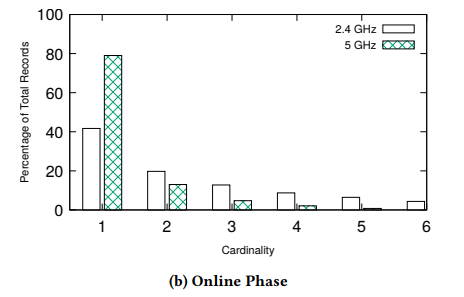 100
80
60
40
20
0
Percentage of Total Records
2.4 GHz
5 GHz
1 2 3 4 5 6
Cardinality
(b) Online Phase